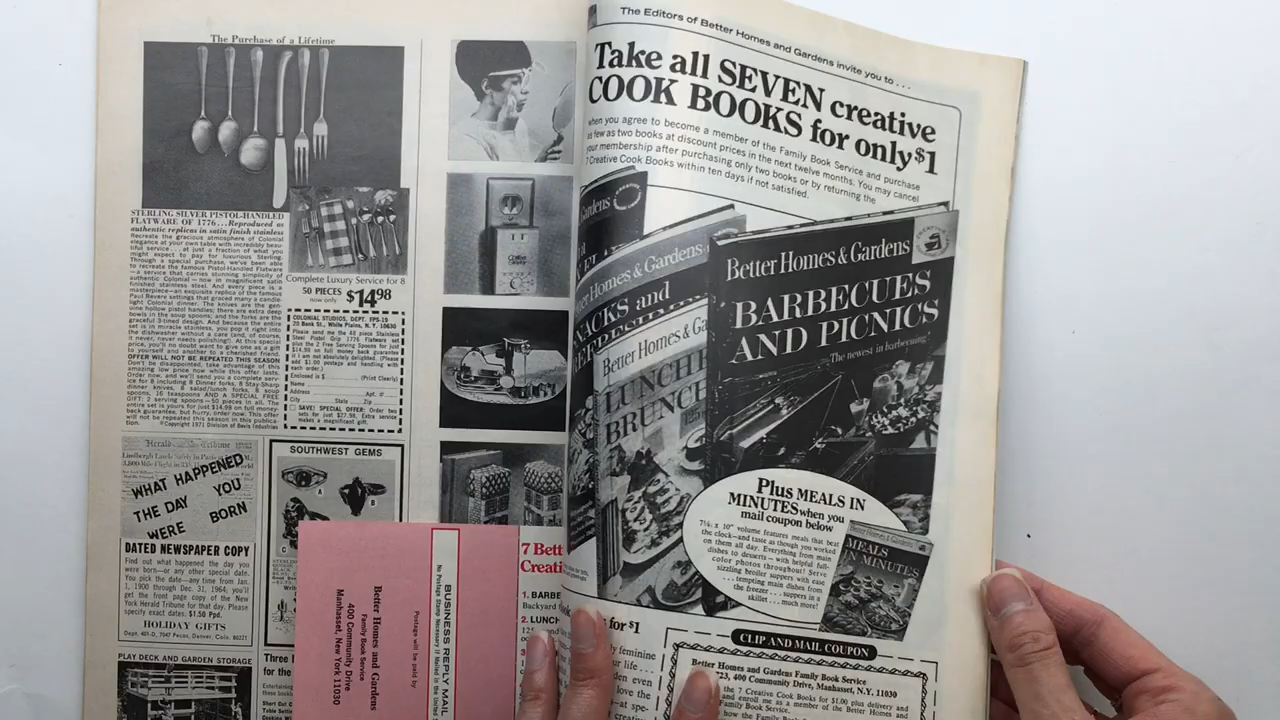 The Purchase of a Lifetime
STERLING SILVER PISTOL-HANDLED
FLATWARE OF 1776...Reproduced as
authentic replicas in satin finish stainless
Recreate the gracious atmosphere of Colonial
elegance at your own table with incredibly beau-
tiful service...at just a fraction of what you
might expect to pay for luxurious Sterling.
Through a special purchase, we've been able
to recreate the famous Pistol-Handled Flatware
—a service that carries stunning simplicity of
authentic Colonial—now in magnificent satin
finished stainless steel. And every piece is a
masterpiece—an exquisite replica of the famous
Paul Revere settings that graced many a candle-
light Colonial dinner. The knives are the gen-
uine hollow pistol handles; there are extra deep
bowls in the soup spoons; and the forks are the
graceful 3-tined design. And because the entire
set is in miracle stainless, you pop it right into
the dishwasher without a care (and, of course,
it never, never needs polishing!). At this special
price, you'll no doubt want to give one as a gift
to yourself and another to a cherished friend.
OFFER WILL NOT BE REPEATED THIS SEASON
Don't be disappointed, take advantage of this
amazing low price now while this offer lasts.
Order now, and we'll send you a complete serv-
ice for 8 including 8 Dinner forks, 8 Stay-Sharp
dinner knives, 8 salad/lunch forks, 8 soup
spoons, 16 teaspoons AND A SPECIAL FREE
GIFT: 2 serving spoons—50 pieces in all. The
entire set is yours for just $14.98 on full money-
back guarantee, but hurry, order now. This offer
will not be repeated this season in this publica-
tion.
©Copyright 1971 Division of Bevis Industries
Complete Luxury Service for 8
50 PIECES
now only $14.98
COLONIAL STUDIOS, DEPT. FPS-19
20 Bank St., White Plains, N.Y. 10630
Please send me the 48 piece Stainless
Steel Pistol Grip 1776 Flatware set
plus the 2 Free Serving Spoons for just
$14.98 on full money back guarantee
if I am not absolutely delighted. (Please
add $1.00 postage and handling with
each order.)
Enclosed is $
(Print Clearly)
Name
Address Apt. #
City State Zip
SAVE! SPECIAL OFFER: Order two
sets for just $27.98. Extra service
makes a magnificent gift.
Herald Tribune
WHAT HAPPENED
THE DAY YOU
WERE BORN
DATED NEWSPAPER COPY
Find out what happened the day you
were born—or any other special date.
You pick the date—any time from Jan.
1, 1900 through Dec. 31, 1964; you'll
get the front page copy of the New
York Herald Tribune for that day. Please
specify exact dates. $1.50 Ppd.
HOLIDAY GIFTS
Dept. 401-D, 7047 Pecos, Denver, Colo. 80221
PLAY DECK AND GARDEN STORAGE
SOUTHWEST GEMS
A
B
C
Three
for the
BUSINESS REPLY MAIL
No Postage Stamp Necessary If Mailed in the United
Postage will be paid by
Better Homes and Gardens
Family Book Service
400 Community Drive
Manhasset, New York 11030
7 Bett
Creati
1. BARBE
Backyard
2. LUNCH
The Editors of Better Homes and Gardens invite you to...
Take all SEVEN creative
COOK BOOKS for only $1
when you agree to become a member of the Family Book Service and purchase
as few as two books at discount prices in the next twelve months. You may cancel
your membership after purchasing only two books or by returning the
7 Creative Cook Books within ten days if not satisfied.
Gardens
Homes & Gardens
SNACKS and
Better Homes & Ga
LUNCHE
BRUNCH
Better Homes & Gardens
BARBECUES
AND PICNICS
The newest in barbecuing!
Plus MEALS IN
MINUTES when you
mail coupon below
7¼ x 10" volume features meals that beat
the clock—and taste as though you worked
on them all day. Everything from main
dishes to desserts—with helpful full-
color photos throughout! Serve
sizzling broiler suppers with ease
...tempting main dishes from
the freezer...suppers in a
skillet...much more!
MEALS
IN MINUTES
for $1
ly feminine
life...
den even
love the
CLIP AND MAIL COUPON
Better Homes and Gardens Family Book Service
23, 400 Community Drive, Manhasset, N.Y. 11030
the 7 Creative Cook Books for $1.00 plus delivery and
and enroll me as a member of the Better Homes and